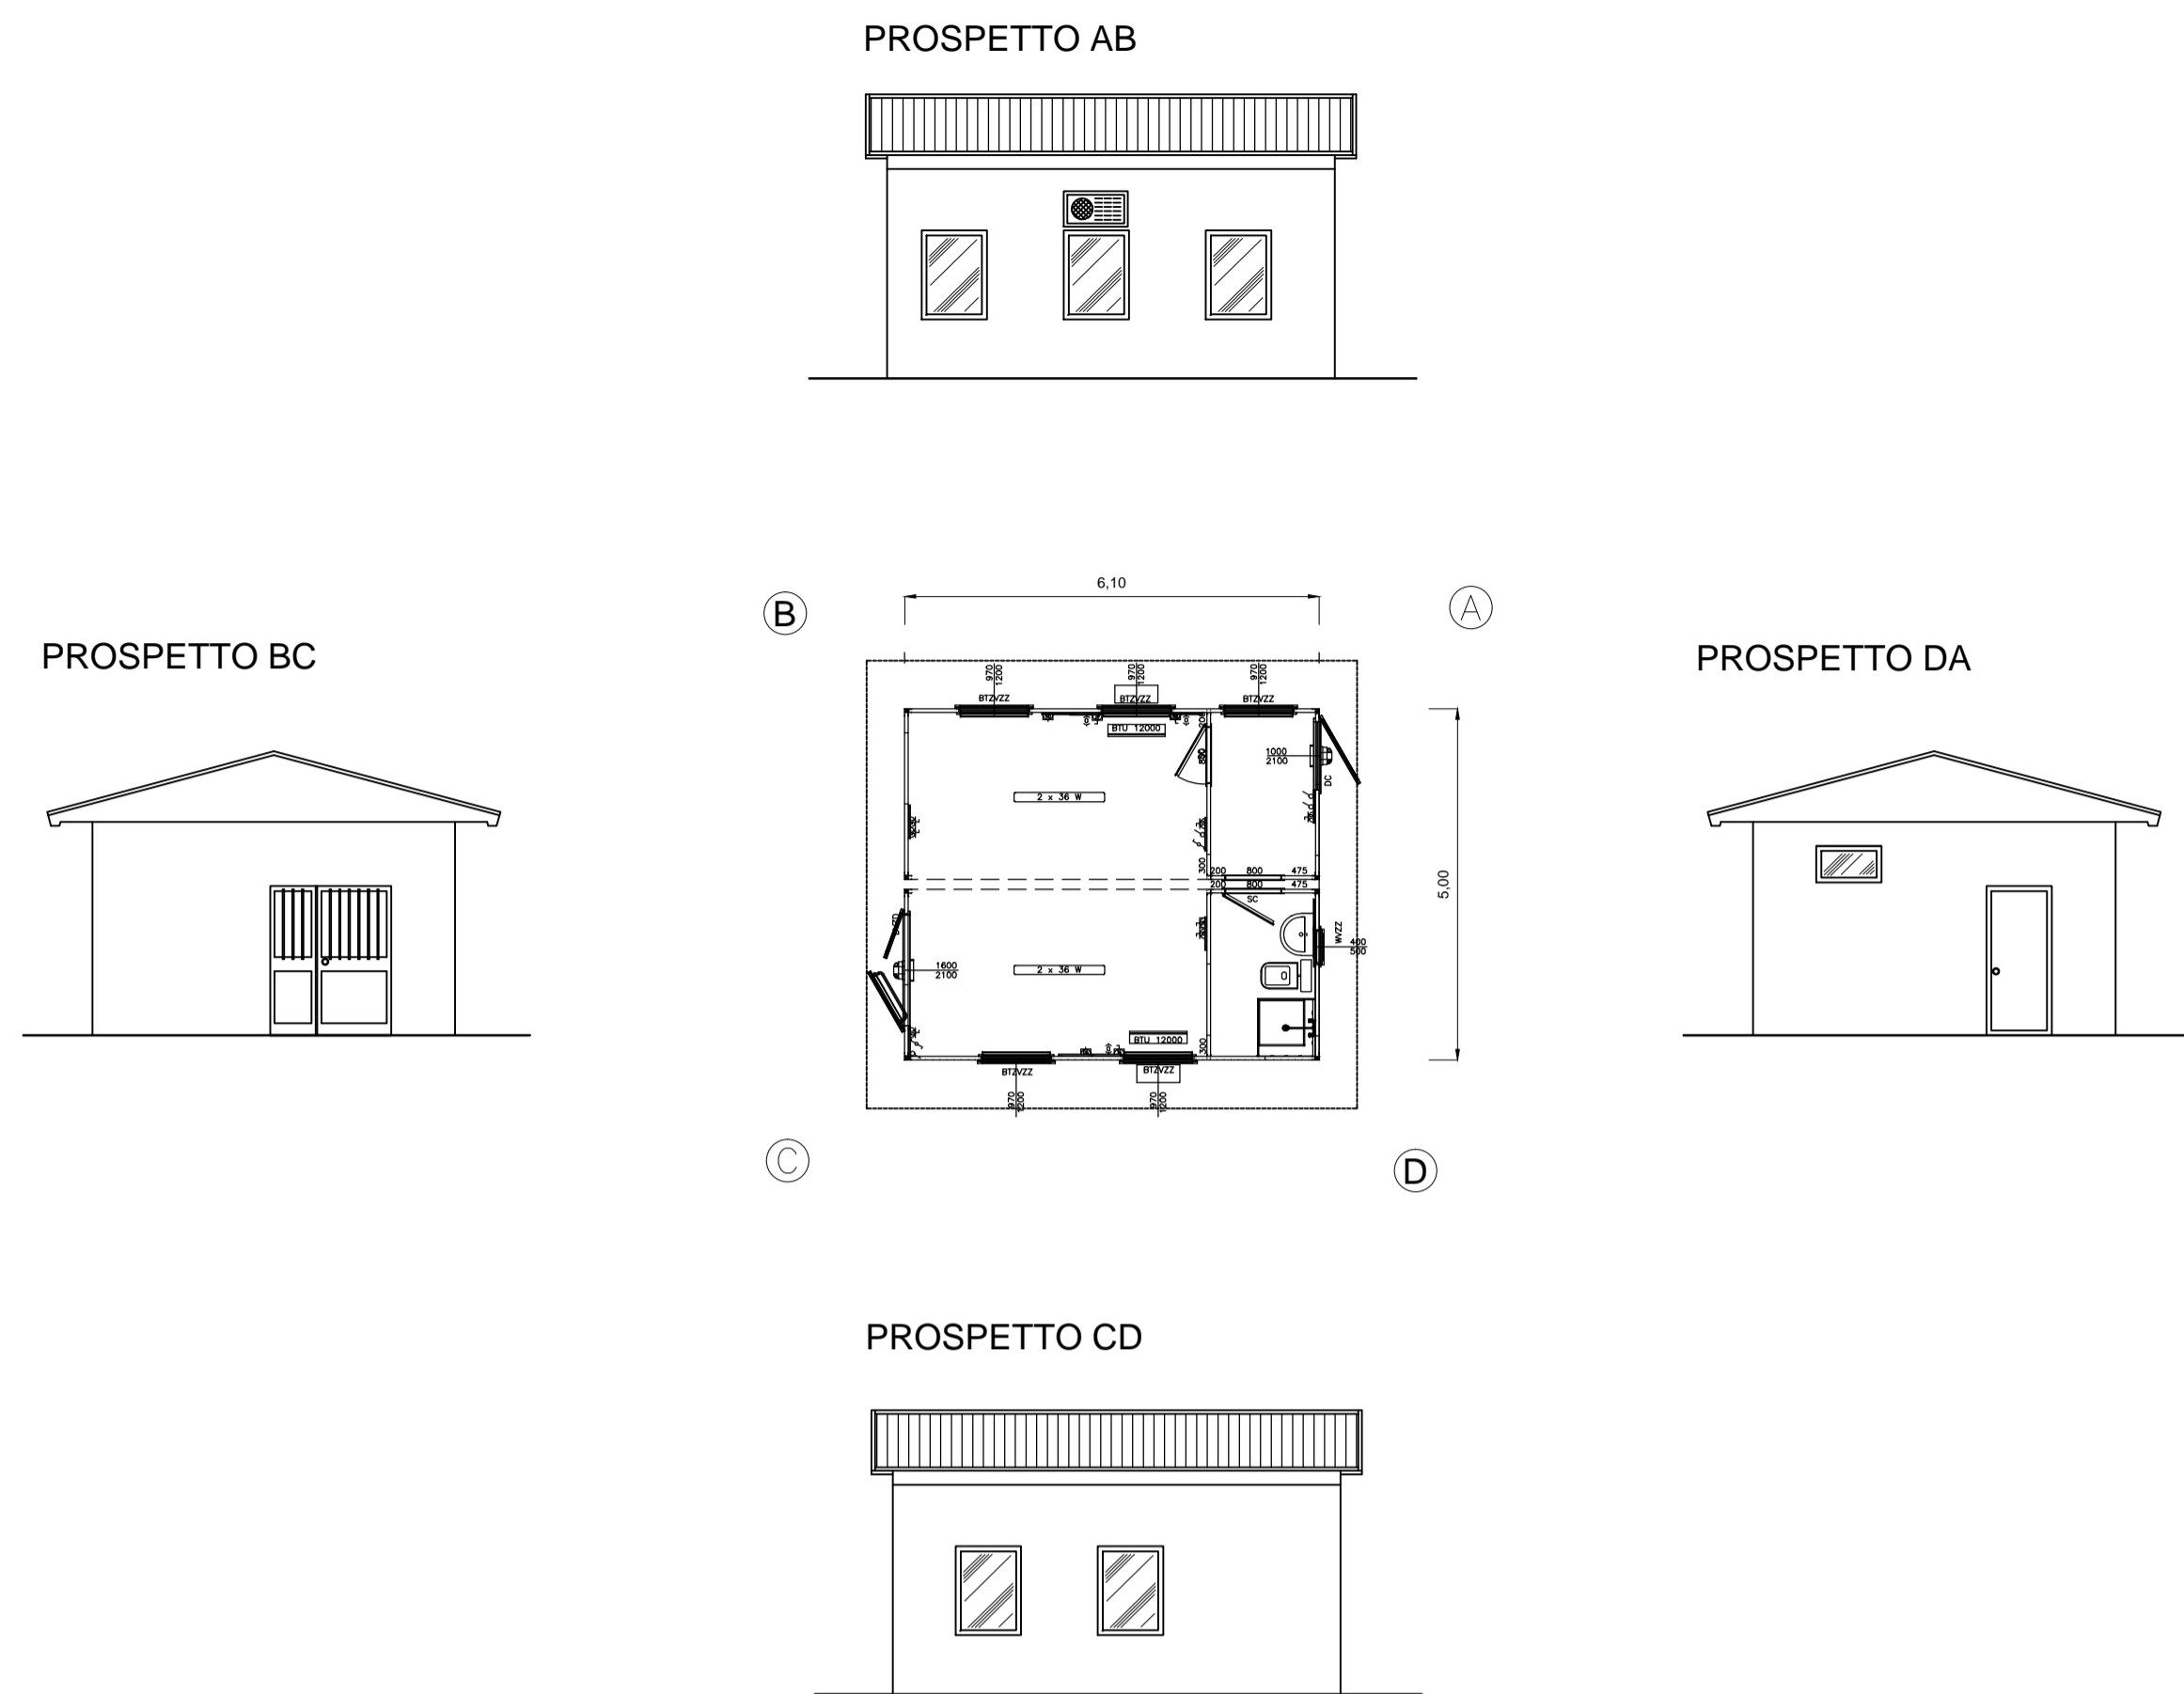 PROSPETTO AB
6,10
B
A
PROSPETTO BC
PROSPETTO DA
970
1200
970
1200
970
1200
BTZVZZ
BTZVZZ
BTZVZZ
BTU 12000
1000
2100
DC
2 x 36 W
300
200 800 475
200 800 475
SC
5,00
WVZZ
400
500
1600
2100
2 x 36 W
BTU 12000
300
BTZVZZ
BTZVZZ
970
1200
970
1200
C
D
PROSPETTO CD